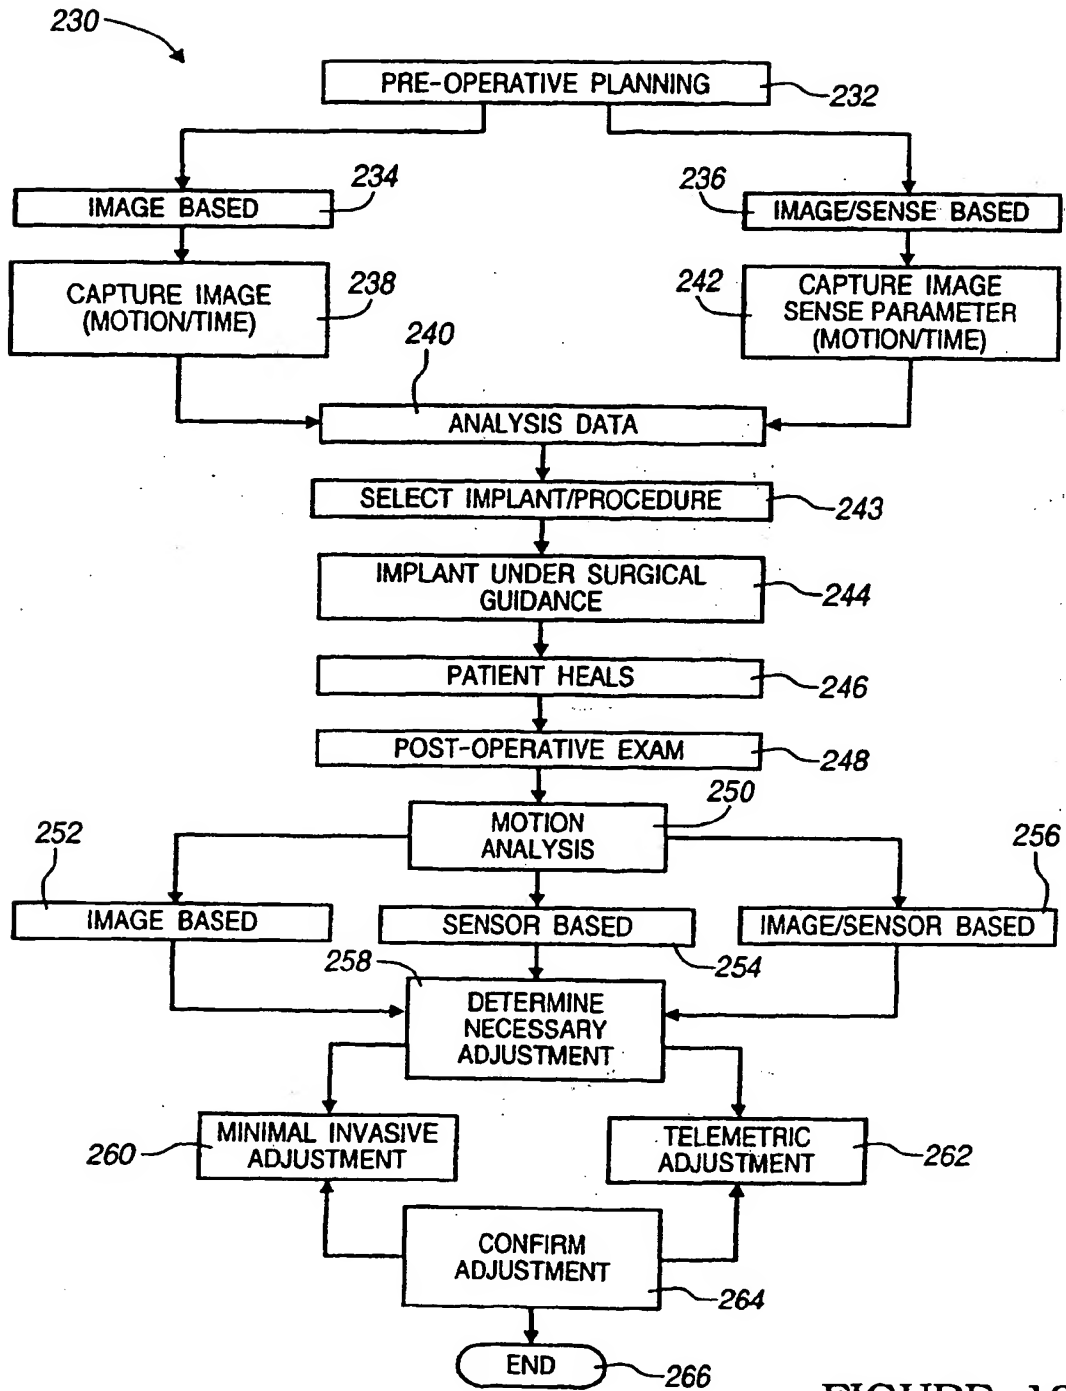 230
PRE-OPERATIVE PLANNING
232
234
236
IMAGE BASED
IMAGE/SENSE BASED
CAPTURE IMAGE
(MOTION/TIME)
238
242
CAPTURE IMAGE
SENSE PARAMETER
(MOTION/TIME)
240
ANALYSIS DATA
SELECT IMPLANT/PROCEDURE
243
IMPLANT UNDER SURGICAL
GUIDANCE
244
PATIENT HEALS
246
POST-OPERATIVE EXAM
248
250
MOTION
ANALYSIS
252
256
IMAGE BASED
SENSOR BASED
IMAGE/SENSOR BASED
254
258
DETERMINE
NECESSARY
ADJUSTMENT
260
MINIMAL INVASIVE
ADJUSTMENT
TELEMETRIC
ADJUSTMENT
262
CONFIRM
ADJUSTMENT
264
END
266